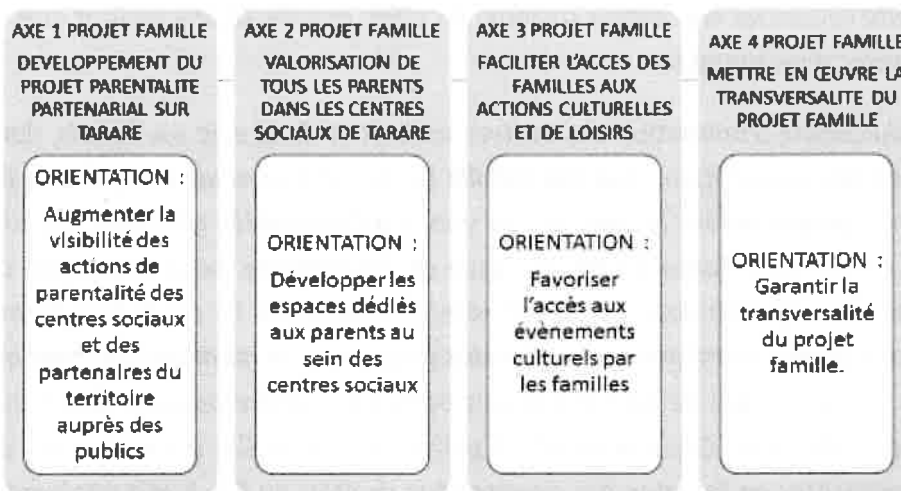 AXE 1 PROJET FAMILLE
DEVELOPPEMENT DU
PROJET PARENTALITE
PARTENARIAL SUR
TARARE
ORIENTATION :
Augmenter la
visibilité des
actions de
parentalité des
centres sociaux
et des
partenaires du
territoire
auprès des
publics
AXE 2 PROJET FAMILLE
VALORISATION DE
TOUS LES PARENTS
DANS LES CENTRES
SOCIAUX DE TARARE
ORIENTATION :
Développer les
espaces dédiés
aux parents au
sein des
centres sociaux
AXE 3 PROJET FAMILLE
FACILITER L'ACCES DES
FAMILLES AUX
ACTIONS CULTURELLES
ET DE LOISIRS
ORIENTATION :
Favoriser
l'accès aux
évènements
culturels par
les familles
AXE 4 PROJET FAMILLE
METTRE EN ŒUVRE LA
TRANSVERSALITE DU
PROJET FAMILLE
ORIENTATION :
Garantir la
transversalité
du projet
famille.